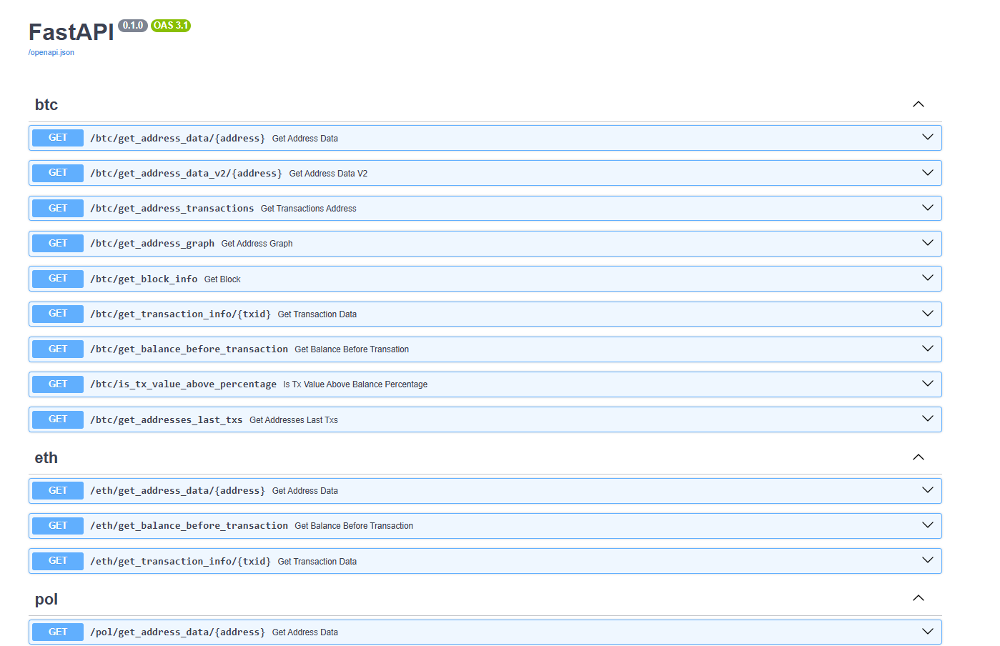 FastAPI 0.1.0 OAS 3.1
/openapi.json
btc
GET /btc/get_address_data/{address} Get Address Data
GET /btc/get_address_data_v2/{address} Get Address Data V2
GET /btc/get_address_transactions Get Transactions Address
GET /btc/get_address_graph Get Address Graph
GET /btc/get_block_info Get Block
GET /btc/get_transaction_info/{txid} Get Transaction Data
GET /btc/get_balance_before_transaction Get Balance Before Transation
GET /btc/is_tx_value_above_percentage Is Tx Value Above Balance Percentage
GET /btc/get_addresses_last_txs Get Addresses Last Txs
eth
GET /eth/get_address_data/{address} Get Address Data
GET /eth/get_balance_before_transaction Get Balance Before Transaction
GET /eth/get_transaction_info/{txid} Get Transaction Data
pol
GET /pol/get_address_data/{address} Get Address Data